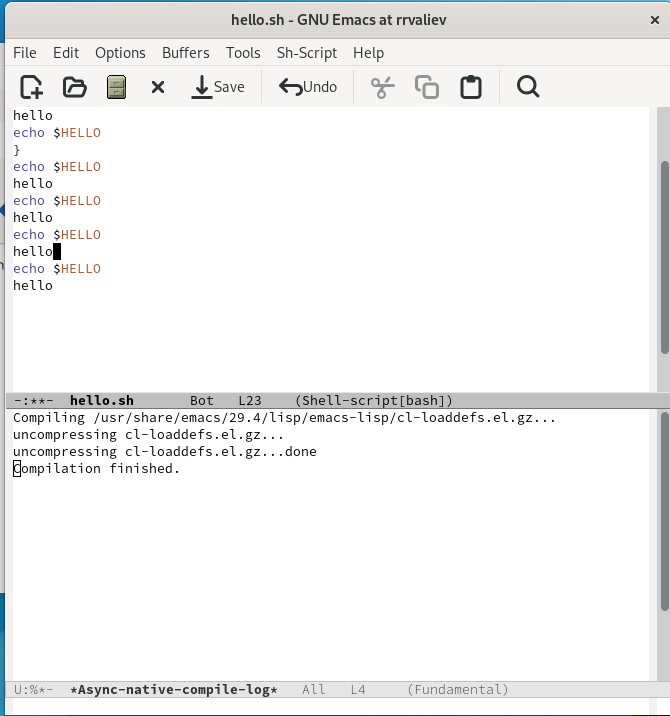 hello.sh - GNU Emacs at rrvaliev
File Edit Options Buffers Tools Sh-Script Help
Save Undo
hello
echo $HELLO
}
echo $HELLO
hello
echo $HELLO
hello
echo $HELLO
hello
echo $HELLO
hello
-:**-  hello.sh       Bot   L23    (Shell-script[bash])
Compiling /usr/share/emacs/29.4/lisp/emacs-lisp/cl-loaddefs.el.gz...
uncompressing cl-loaddefs.el.gz...
uncompressing cl-loaddefs.el.gz...done
Compilation finished.
U:%*-  *Async-native-compile-log*   All   L4     (Fundamental)